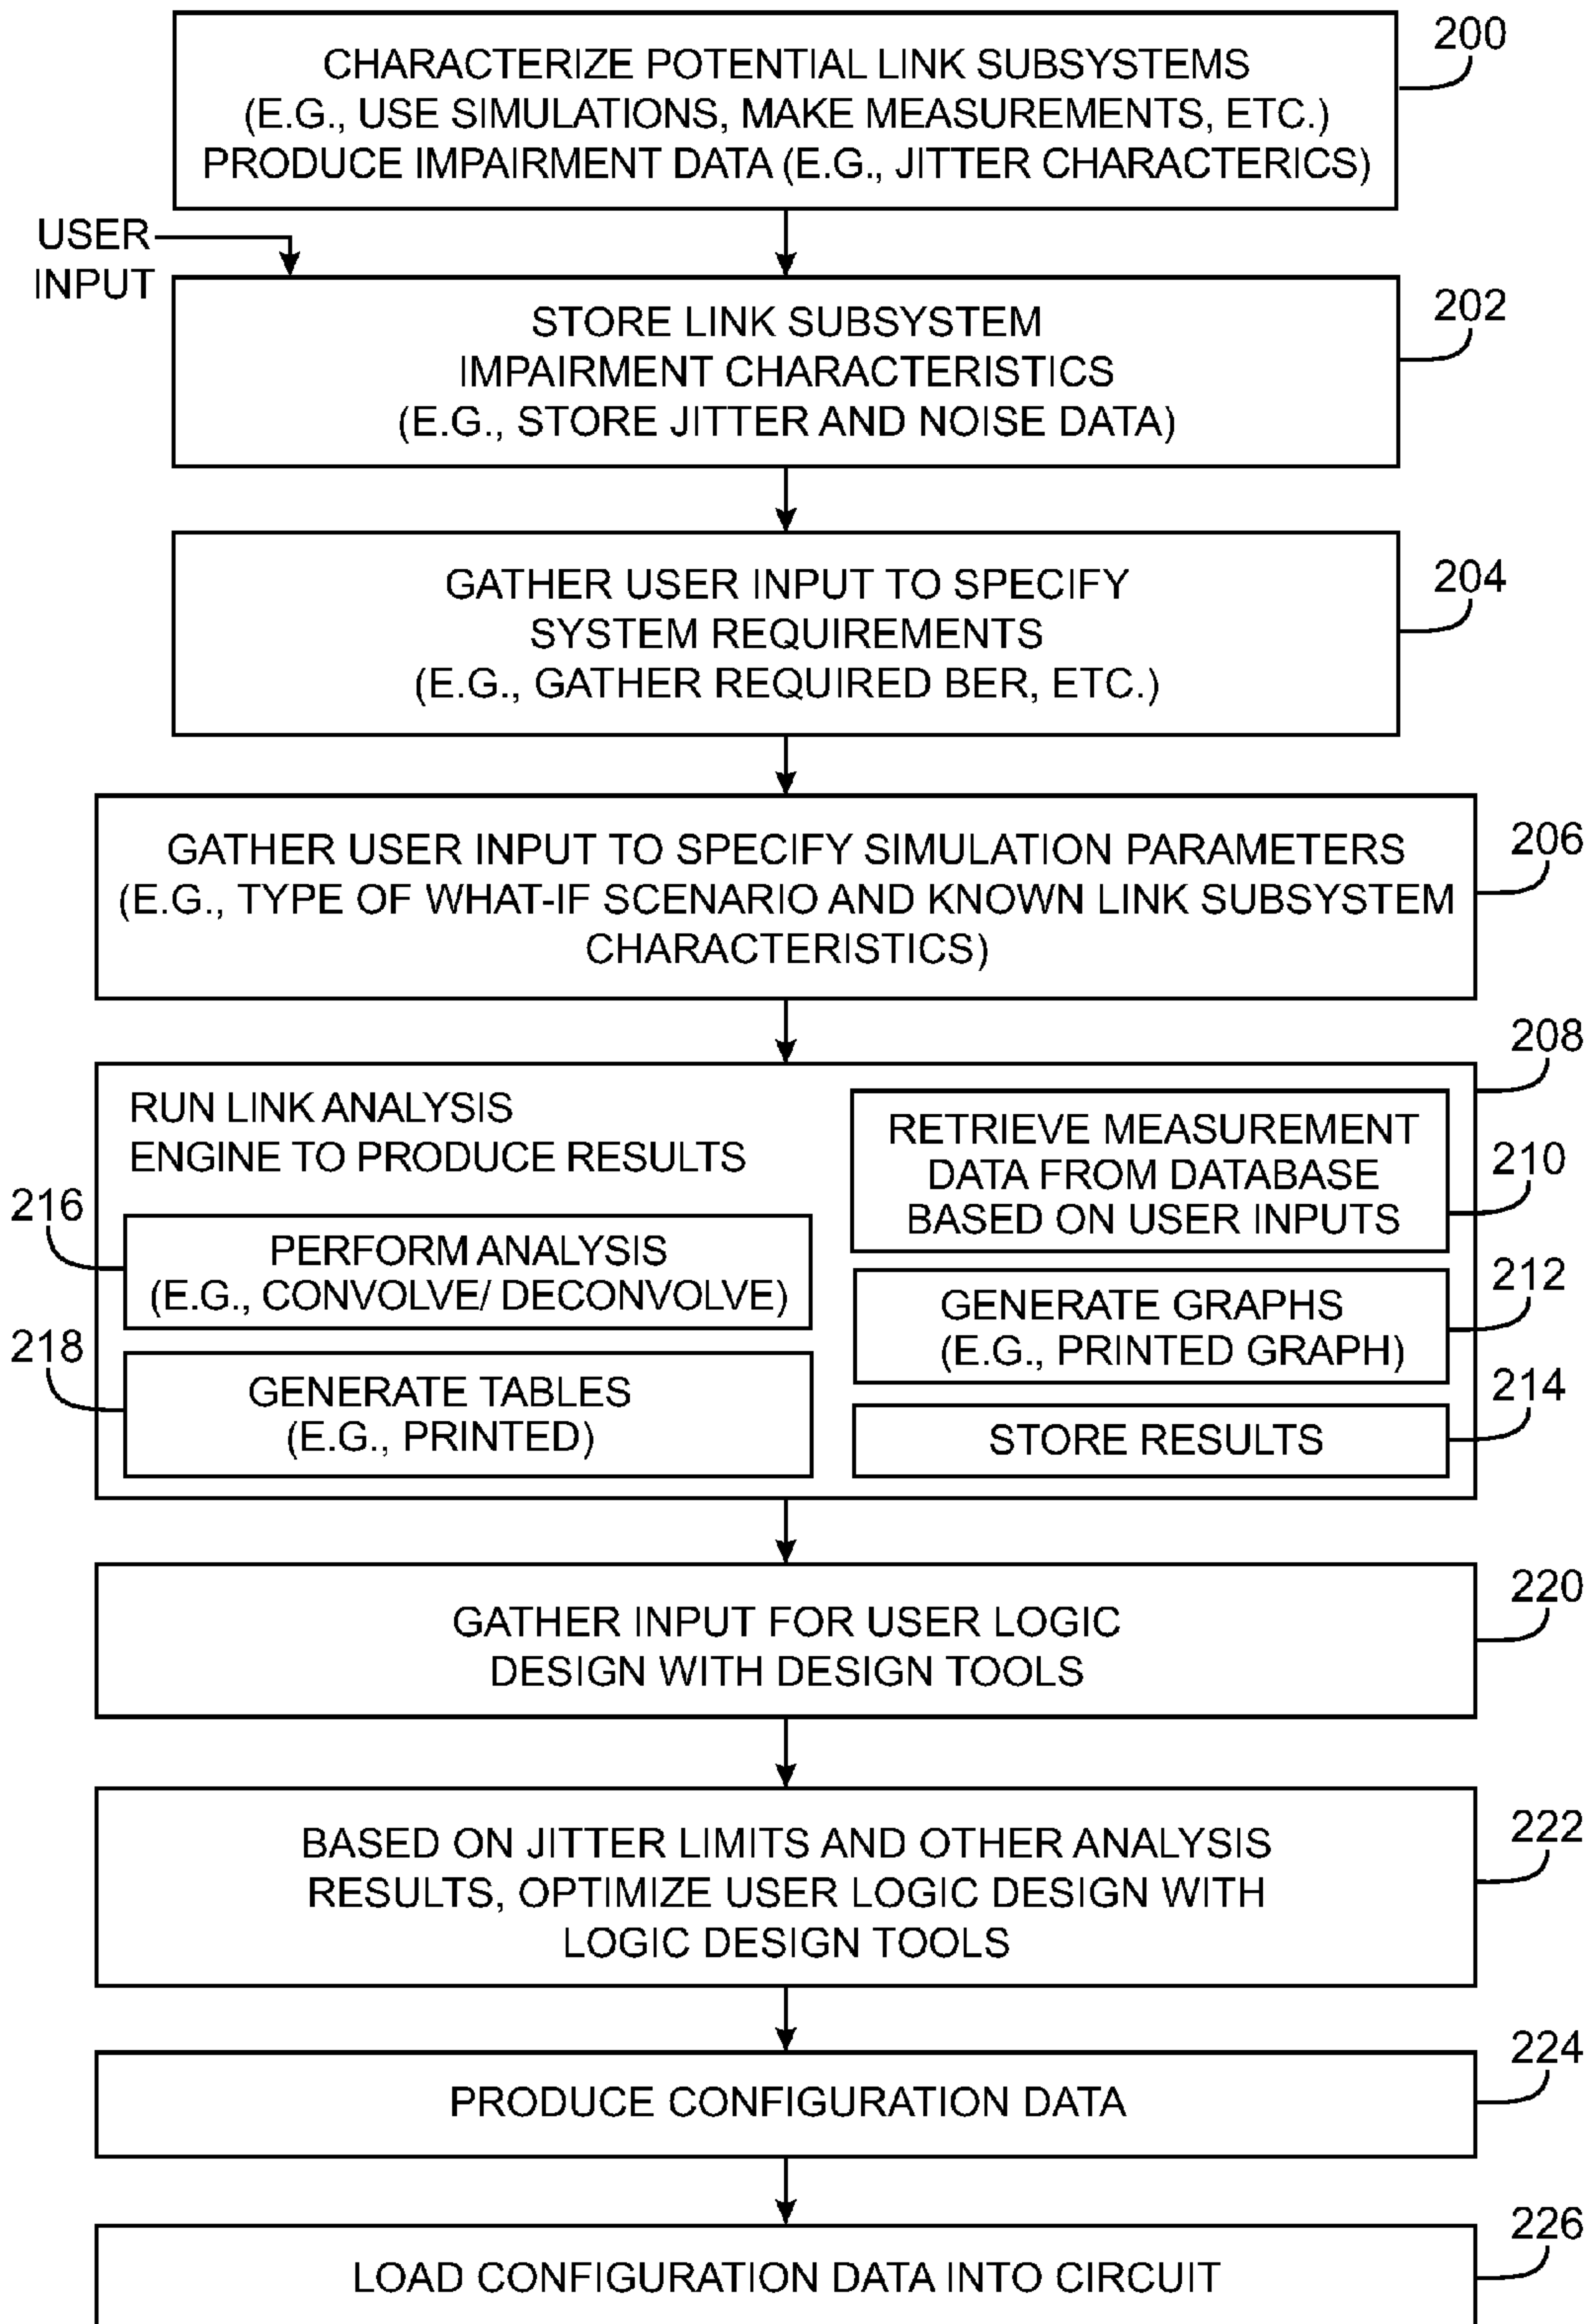 200
CHARACTERIZE POTENTIAL LINK SUBSYSTEMS
(E.G., USE SIMULATIONS, MAKE MEASUREMENTS, ETC.)
PRODUCE IMPAIRMENT DATA (E.G., JITTER CHARACTERICS)
USER
INPUT
202
STORE LINK SUBSYSTEM
IMPAIRMENT CHARACTERISTICS
(E.G., STORE JITTER AND NOISE DATA)
204
GATHER USER INPUT TO SPECIFY
SYSTEM REQUIREMENTS
(E.G., GATHER REQUIRED BER, ETC.)
206
GATHER USER INPUT TO SPECIFY SIMULATION PARAMETERS
(E.G., TYPE OF WHAT-IF SCENARIO AND KNOWN LINK SUBSYSTEM
CHARACTERISTICS)
208
RUN LINK ANALYSIS
ENGINE TO PRODUCE RESULTS
216
PERFORM ANALYSIS
(E.G., CONVOLVE/ DECONVOLVE)
218
GENERATE TABLES
(E.G., PRINTED)
RETRIEVE MEASUREMENT
DATA FROM DATABASE
BASED ON USER INPUTS
210
GENERATE GRAPHS
(E.G., PRINTED GRAPH)
212
STORE RESULTS
214
220
GATHER INPUT FOR USER LOGIC
DESIGN WITH DESIGN TOOLS
222
BASED ON JITTER LIMITS AND OTHER ANALYSIS
RESULTS, OPTIMIZE USER LOGIC DESIGN WITH
LOGIC DESIGN TOOLS
224
PRODUCE CONFIGURATION DATA
226
LOAD CONFIGURATION DATA INTO CIRCUIT